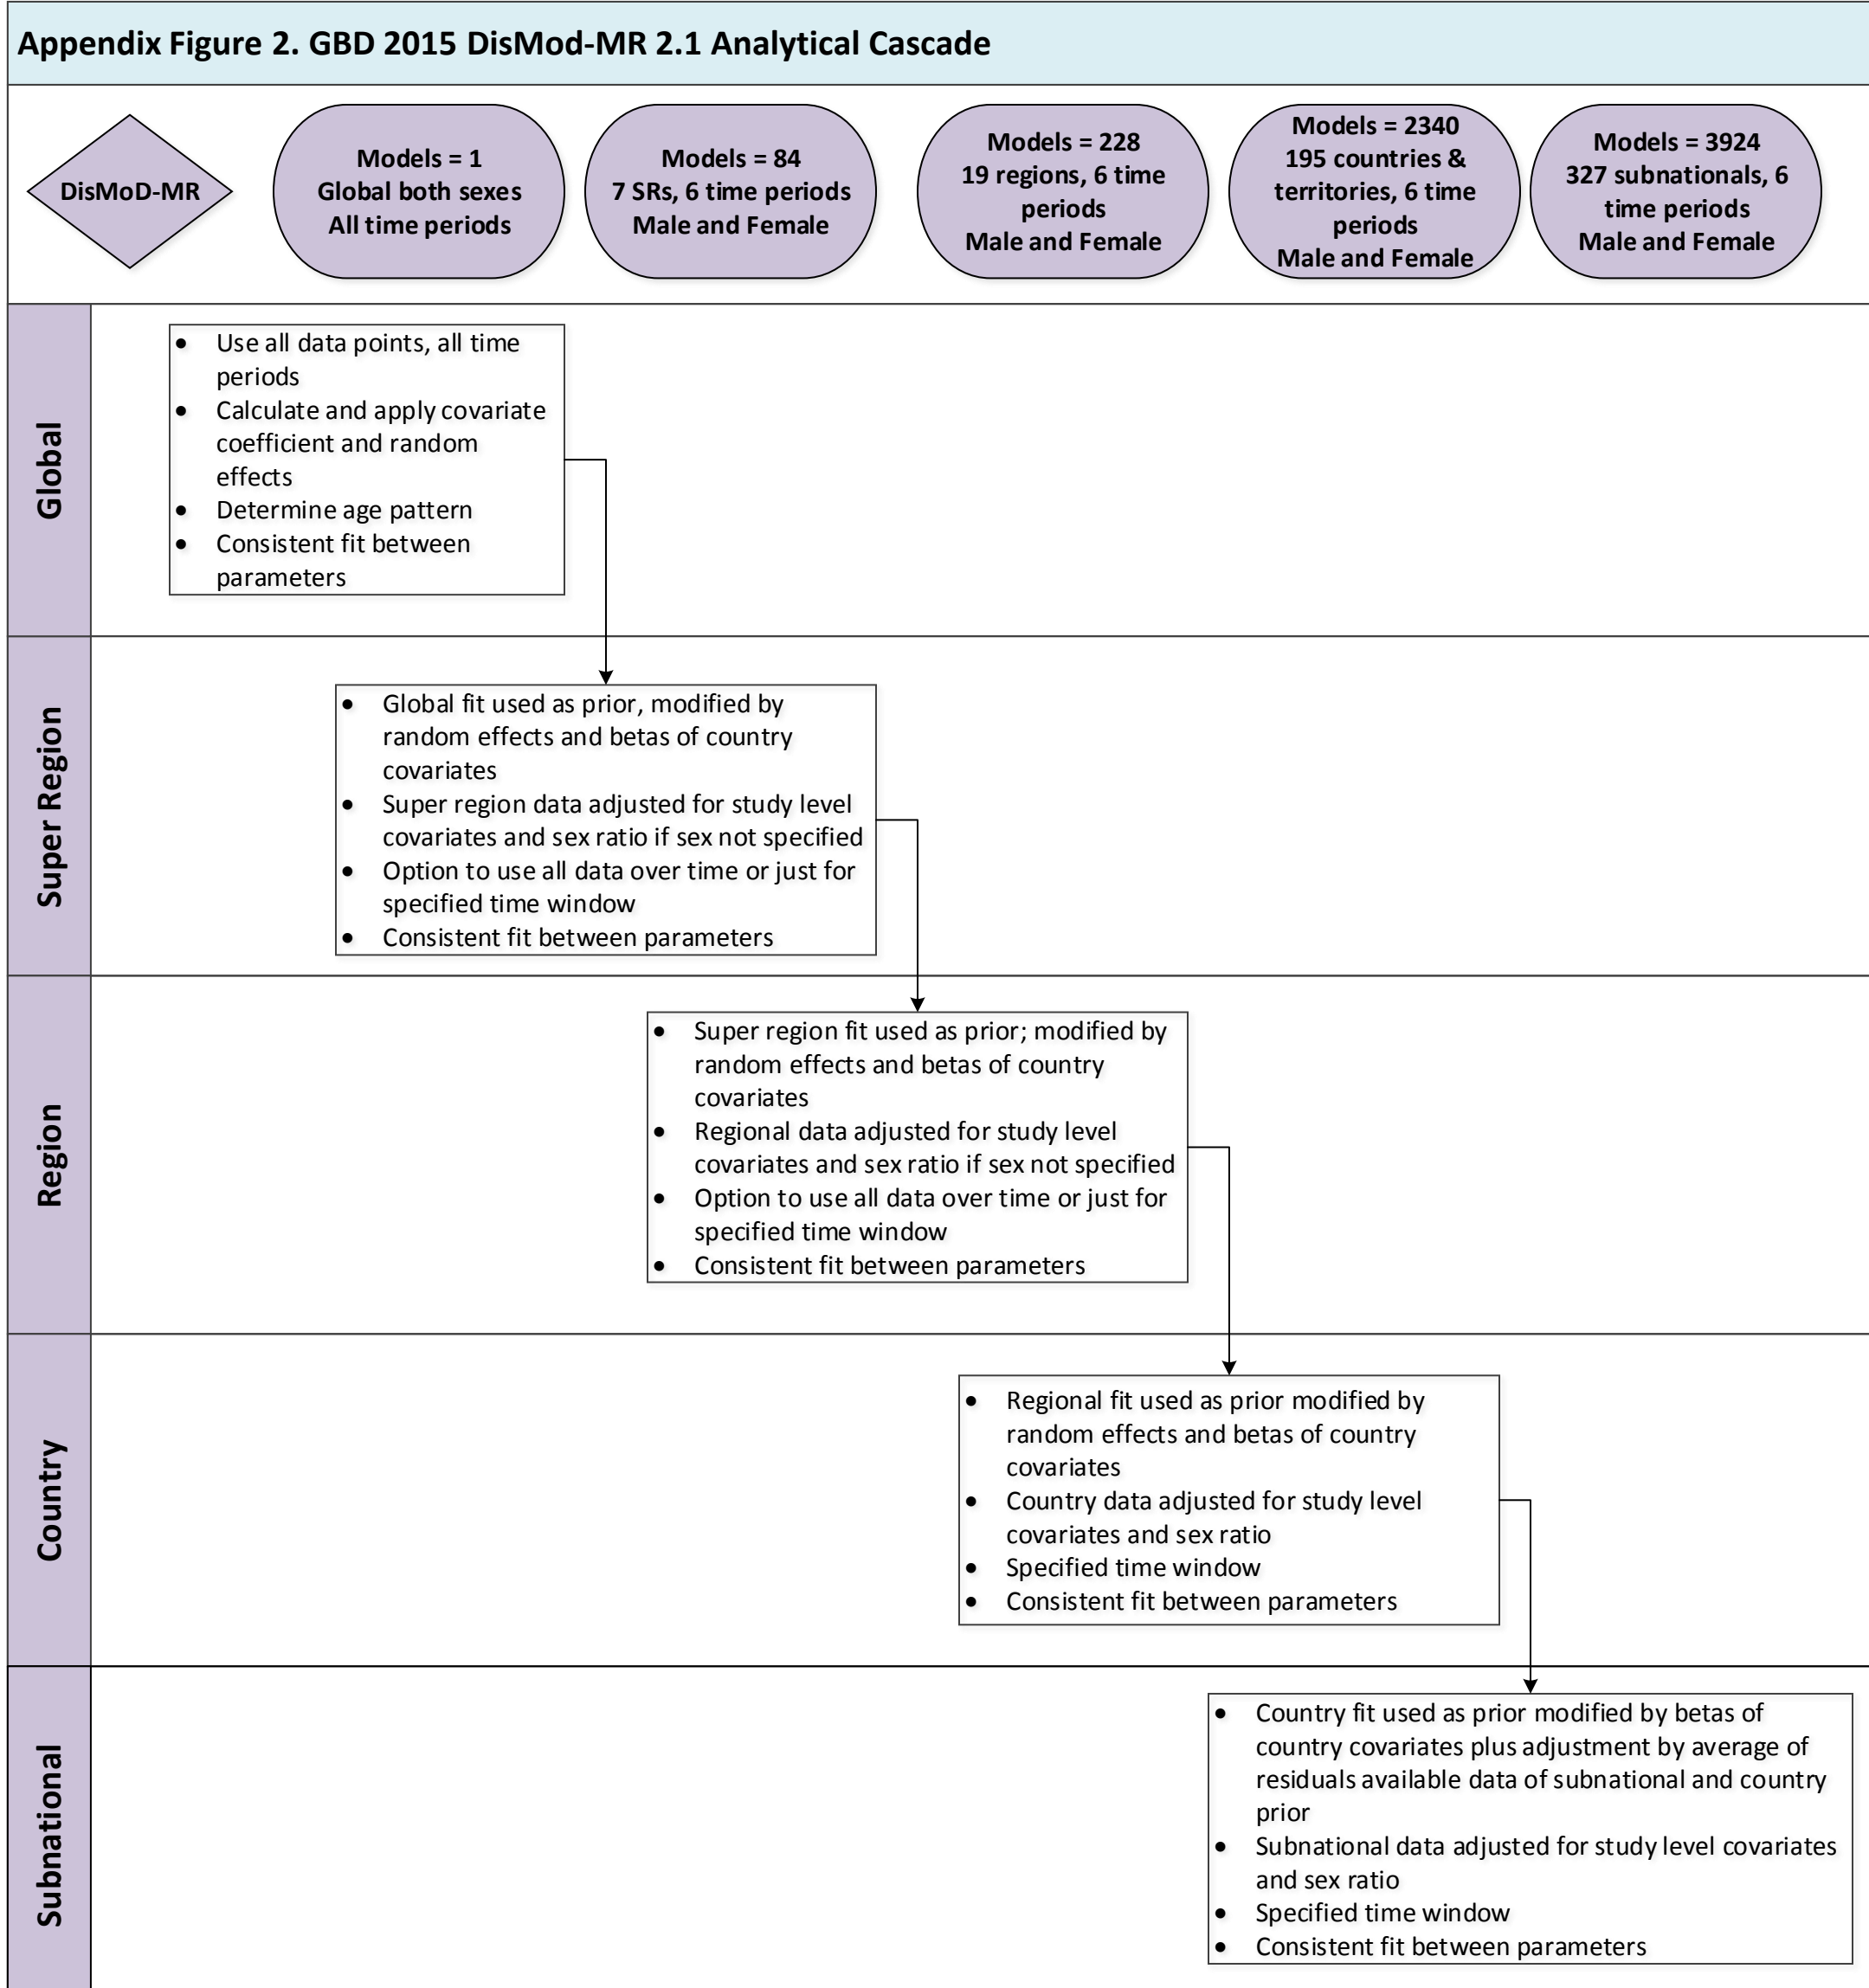 Appendix Figure 2. GBD 2015 DisMod-MR 2.1 Analytical Cascade
DisMoD-MR
Models = 1
Global both sexes
All time periods
Models = 84
7 SRs, 6 time periods
Male and Female
Models = 228
19 regions, 6 time
periods
Male and Female
Models = 2340
195 countries &
territories, 6 time
periods
Male and Female
Models = 3924
327 subnationals, 6
time periods
Male and Female
Global
• Use all data points, all time
periods
• Calculate and apply covariate
coefficient and random
effects
• Determine age pattern
• Consistent fit between
parameters
Super Region
• Global fit used as prior, modified by
random effects and betas of country
covariates
• Super region data adjusted for study level
covariates and sex ratio if sex not specified
• Option to use all data over time or just for
specified time window
• Consistent fit between parameters
Region
• Super region fit used as prior; modified by
random effects and betas of country
covariates
• Regional data adjusted for study level
covariates and sex ratio if sex not specified
• Option to use all data over time or just for
specified time window
• Consistent fit between parameters
Country
• Regional fit used as prior modified by
random effects and betas of country
covariates
• Country data adjusted for study level
covariates and sex ratio
• Specified time window
• Consistent fit between parameters
Subnational
• Country fit used as prior modified by betas of
country covariates plus adjustment by average of
residuals available data of subnational and country
prior
• Subnational data adjusted for study level covariates
and sex ratio
• Specified time window
• Consistent fit between parameters